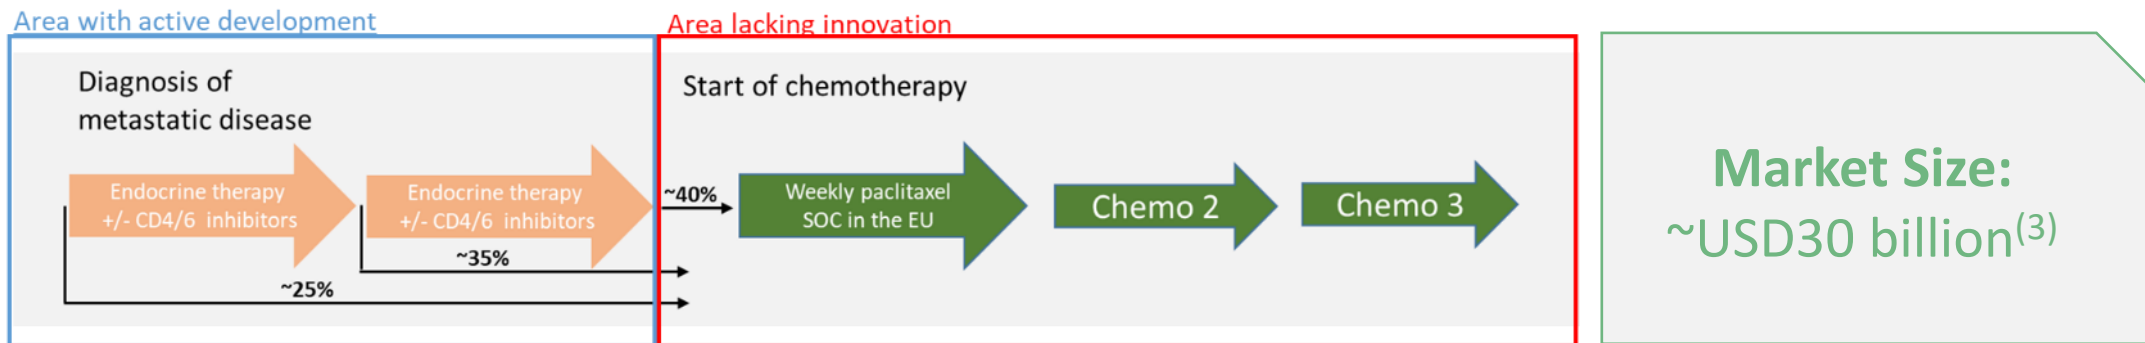 Area with active development
Area lacking innovation
Diagnosis of
metastatic disease
Start of chemotherapy
Endocrine therapy
+/- CD4/6 inhibitors
Endocrine therapy
+/- CD4/6 inhibitors
~40%
Weekly paclitaxel
SOC in the EU
Chemo 2
Chemo 3
~35%
~25%
Market Size:
~USD30 billion(3)